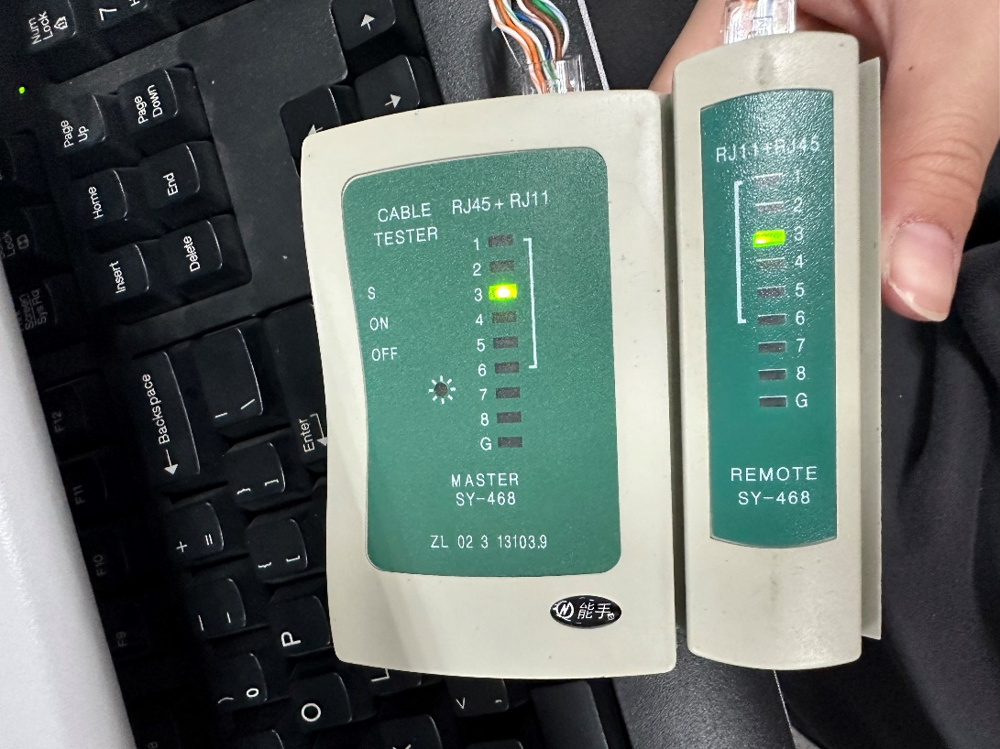 CABLE TESTER RJ45 + RJ11
1
2
S 3
ON 4
OFF 5
6
7
8
G
MASTER
SY-468
ZL 02 3 13103.9
能手
RJ11+RJ45
1
2
3
4
5
6
7
8
G
REMOTE
SY-468
Num Lock
7
Page Up
Page Down
Home
End
Insert
Delete
Backspace
| \
Enter
} ]
+ =
{ [
_ -
P
) 0
O
F12
F11
F10
F9